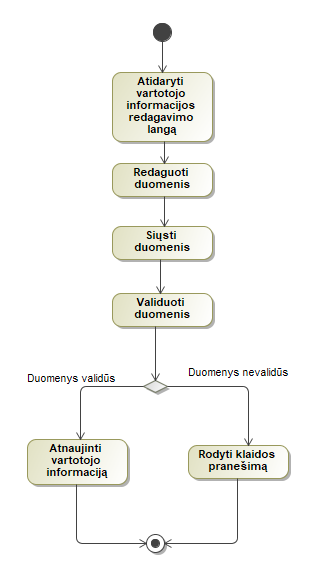 Atidaryti
vartotojo
informacijos
redagavimo
langą
Redaguoti
duomenis
Siųsti
duomenis
Validuoti
duomenis
Duomenys validūs
Duomenys nevalidūs
Atnaujinti
vartotojo
informaciją
Rodyti klaidos
pranešimą